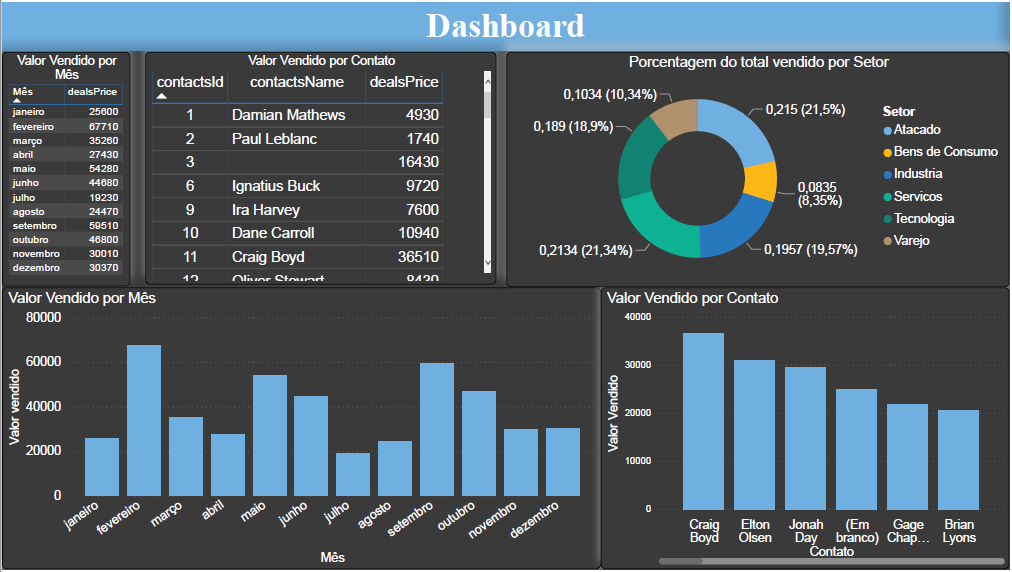 Dashboard
Valor Vendido por
Mês
Mês dealsPrice
janeiro 25600
fevereiro 67710
março 35260
abril 27430
maio 54280
junho 44680
julho 19230
agosto 24470
setembro 59510
outubro 46800
novembro 30010
dezembro 30370
Valor Vendido por Contato
contactsId contactsName dealsPrice
1 Damian Mathews 4930
2 Paul Leblanc 1740
3 16430
6 Ignatius Buck 9720
9 Ira Harvey 7600
10 Dane Carroll 10940
11 Craig Boyd 36510
12 Oliver Stewart 8430
Porcentagem do total vendido por Setor
0,1034 (10,34%)
0,215 (21,5%)
0,189 (18,9%)
0,0835
(8,35%)
0,2134 (21,34%)
0,1957 (19,57%)
Setor
Atacado
Bens de Consumo
Industria
Servicos
Tecnologia
Varejo
Valor Vendido por Mês
Valor vendido
80000
60000
40000
20000
0
janeiro
fevereiro
março
abril
maio
junho
julho
agosto
setembro
outubro
novembro
dezembro
Mês
Valor Vendido por Contato
Valor Vendido
40000
30000
20000
10000
0
Craig
Boyd
Elton
Olsen
Jonah
Day
(Em
branco)
Gage
Chap...
Brian
Lyons
Contato